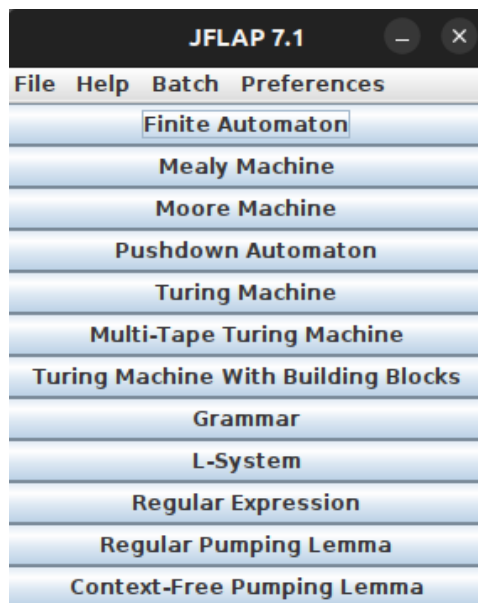 JFLAP 7.1
File Help Batch Preferences
Finite Automaton
Mealy Machine
Moore Machine
Pushdown Automaton
Turing Machine
Multi-Tape Turing Machine
Turing Machine With Building Blocks
Grammar
L-System
Regular Expression
Regular Pumping Lemma
Context-Free Pumping Lemma